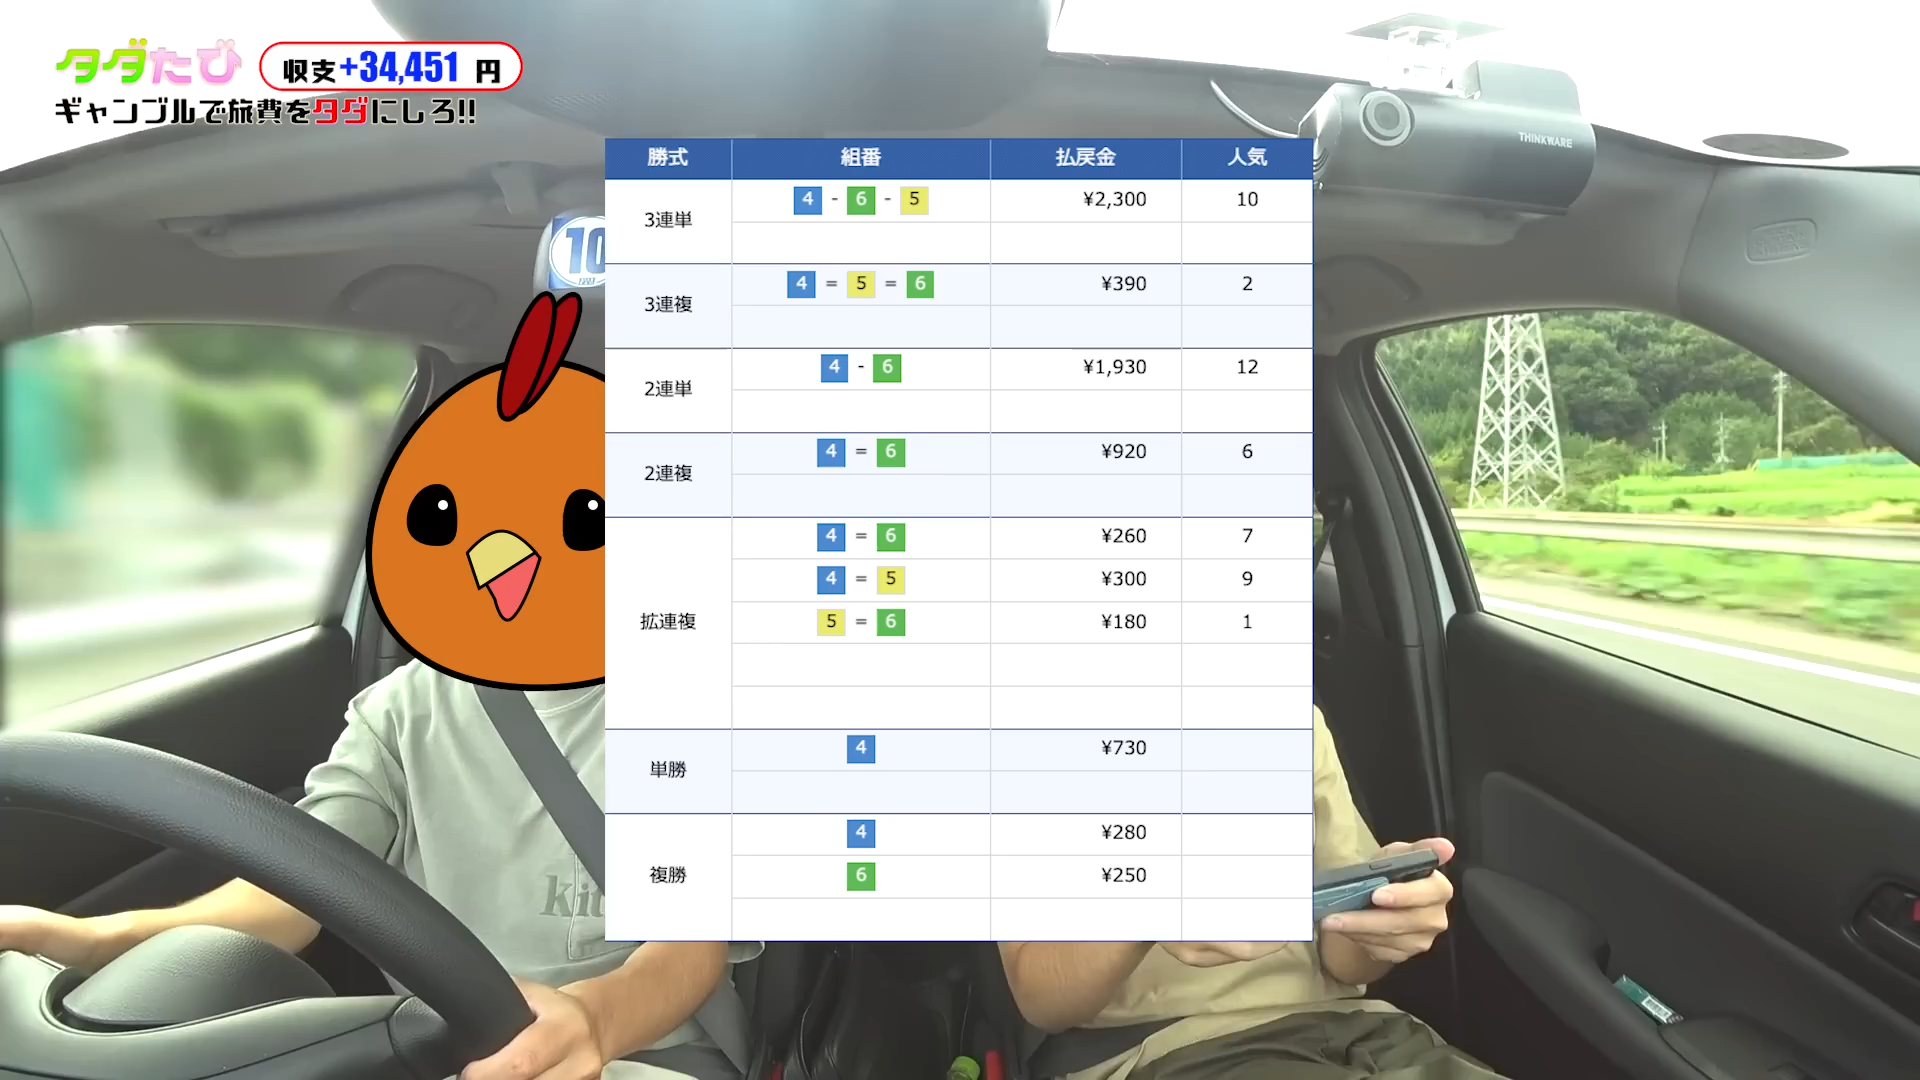 タダたび 収支+34,451 円
ギャンブルで旅費をタダにしろ!!
THINKWARE
10
勝式 組番 払戻金 人気
3連単 4 - 6 - 5 ¥2,300 10
3連複 4 = 5 = 6 ¥390 2
2連単 4 - 6 ¥1,930 12
2連複 4 = 6 ¥920 6
拡連複 4 = 6 ¥260 7
4 = 5 ¥300 9
5 = 6 ¥180 1
単勝 4 ¥730
複勝 4 ¥280
6 ¥250
kit